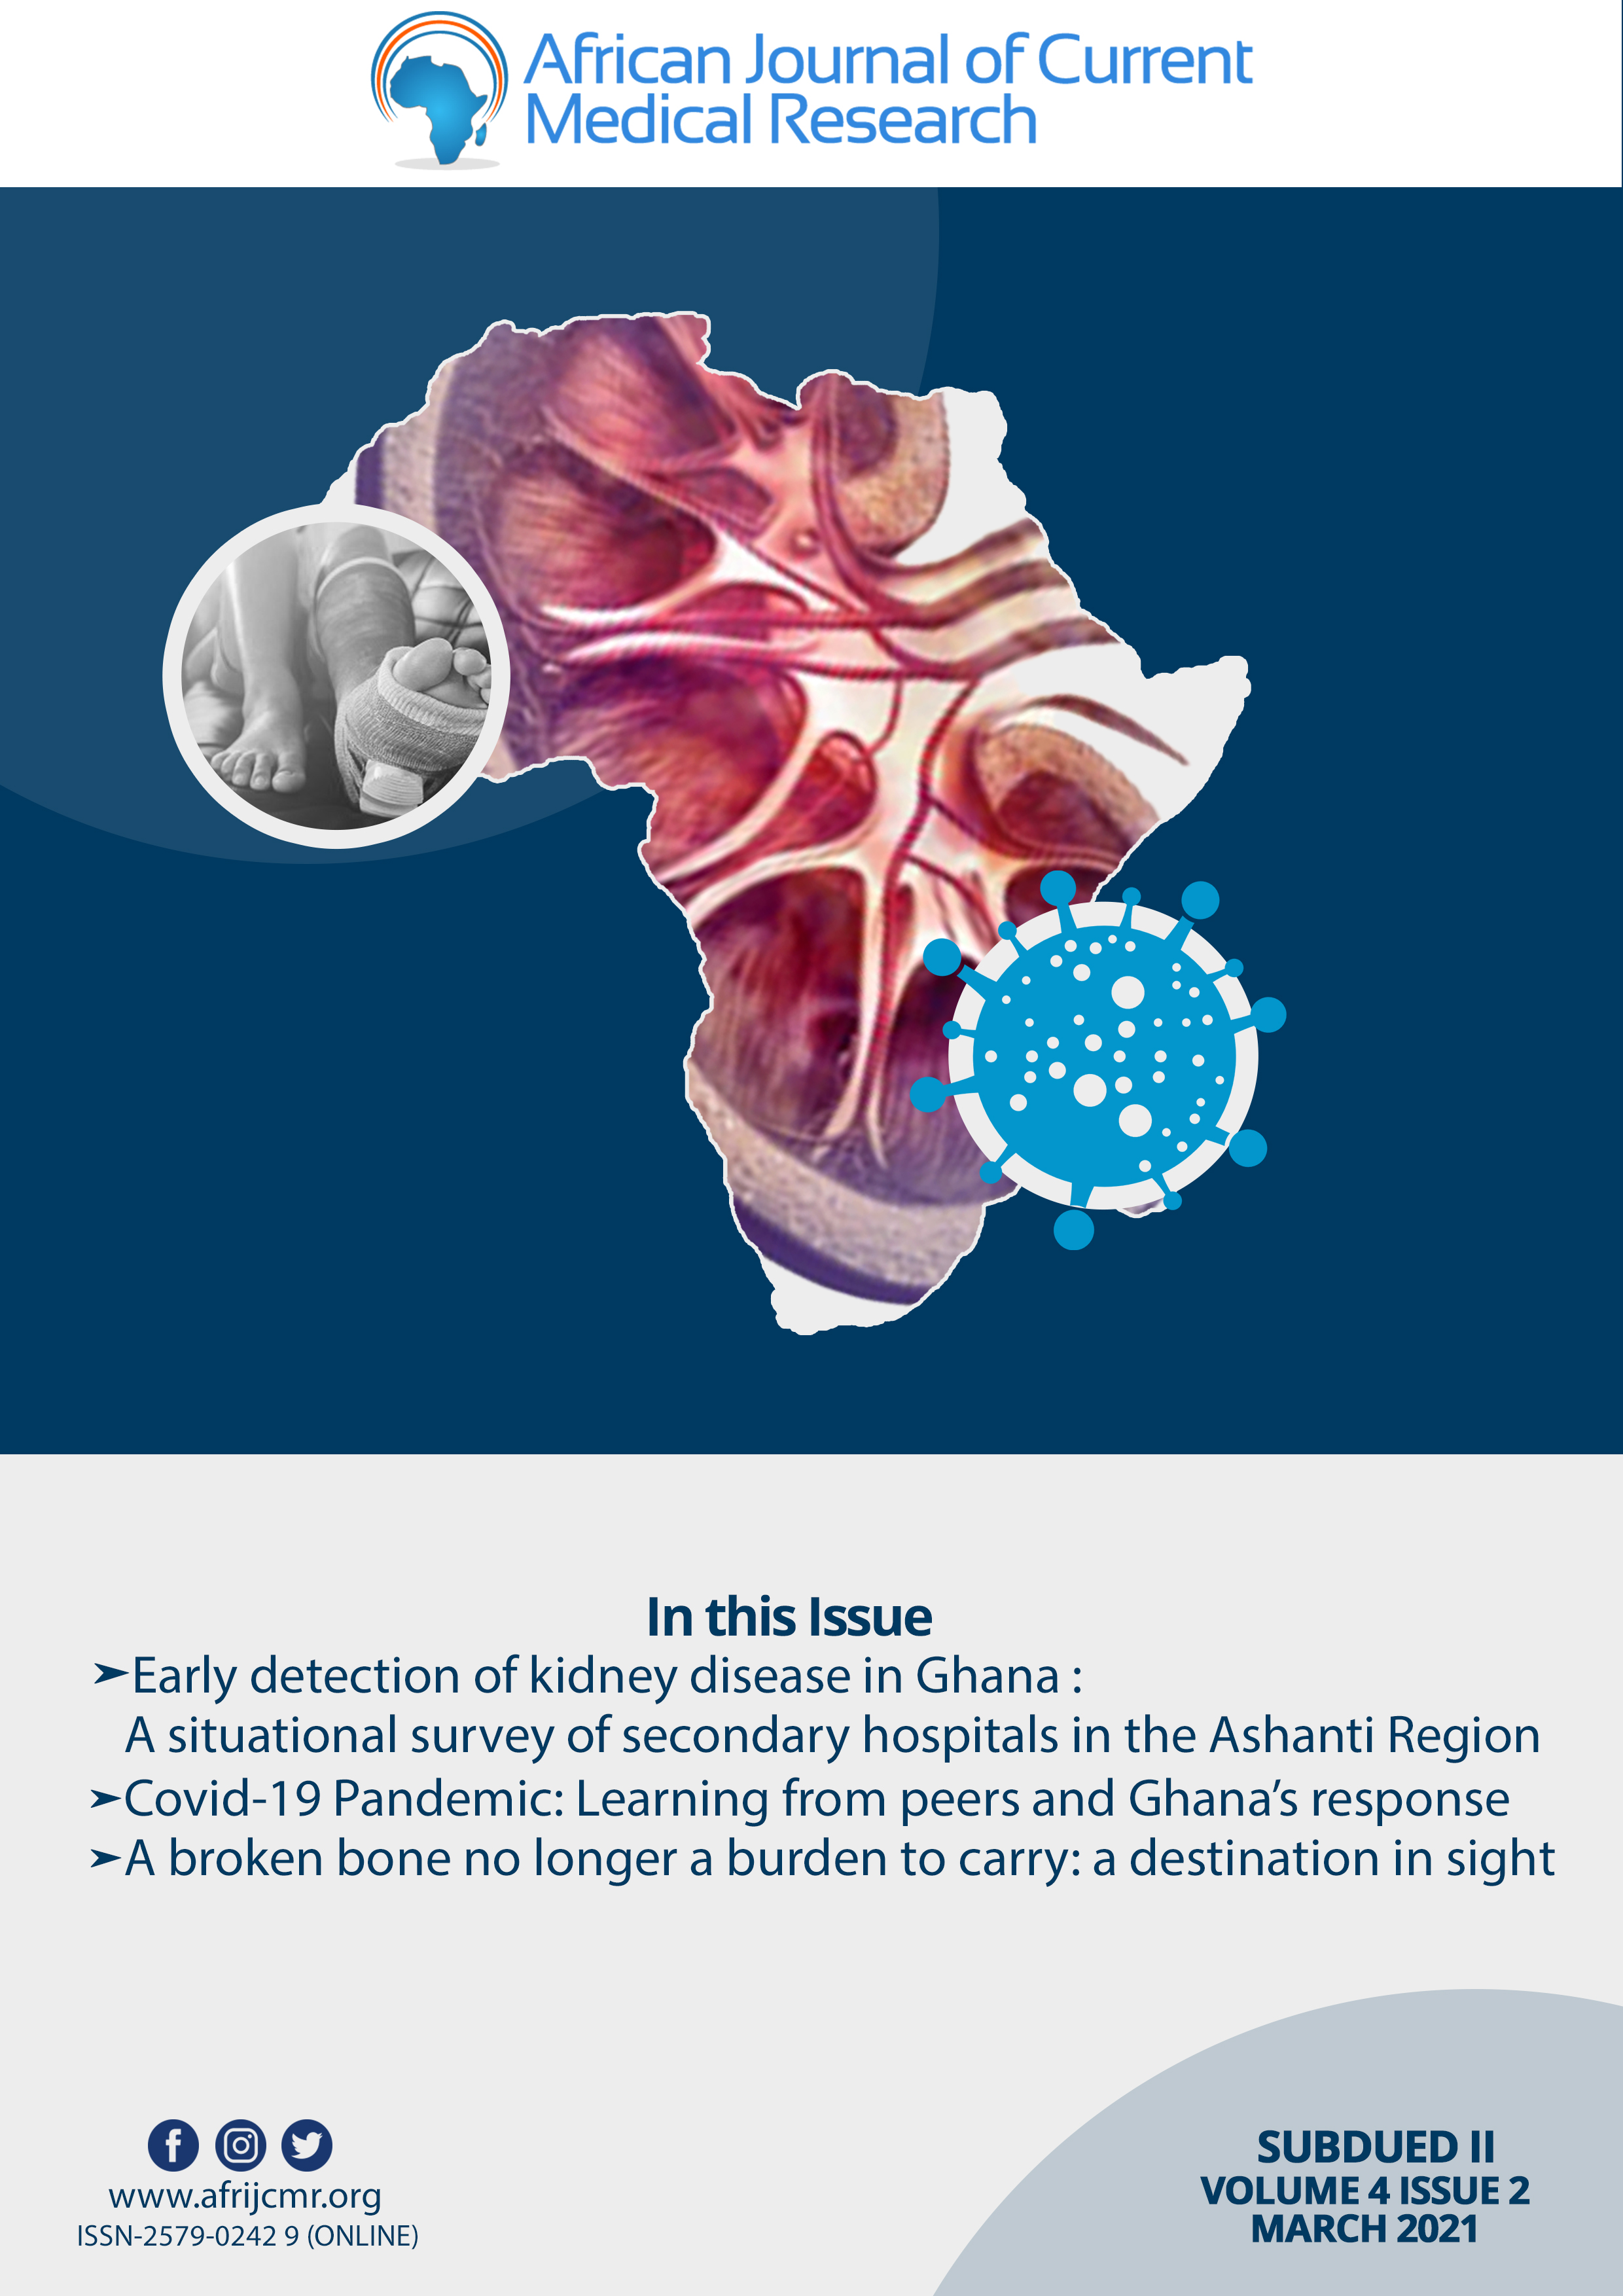 African Journal of Current
Medical Research
In this Issue
➤Early detection of kidney disease in Ghana :
A situational survey of secondary hospitals in the Ashanti Region
➤Covid-19 Pandemic: Learning from peers and Ghana’s response
➤A broken bone no longer a burden to carry: a destination in sight
www.afrijcmr.org
ISSN-2579-0242 9 (ONLINE)
SUBDUED II
VOLUME 4 ISSUE 2
MARCH 2021